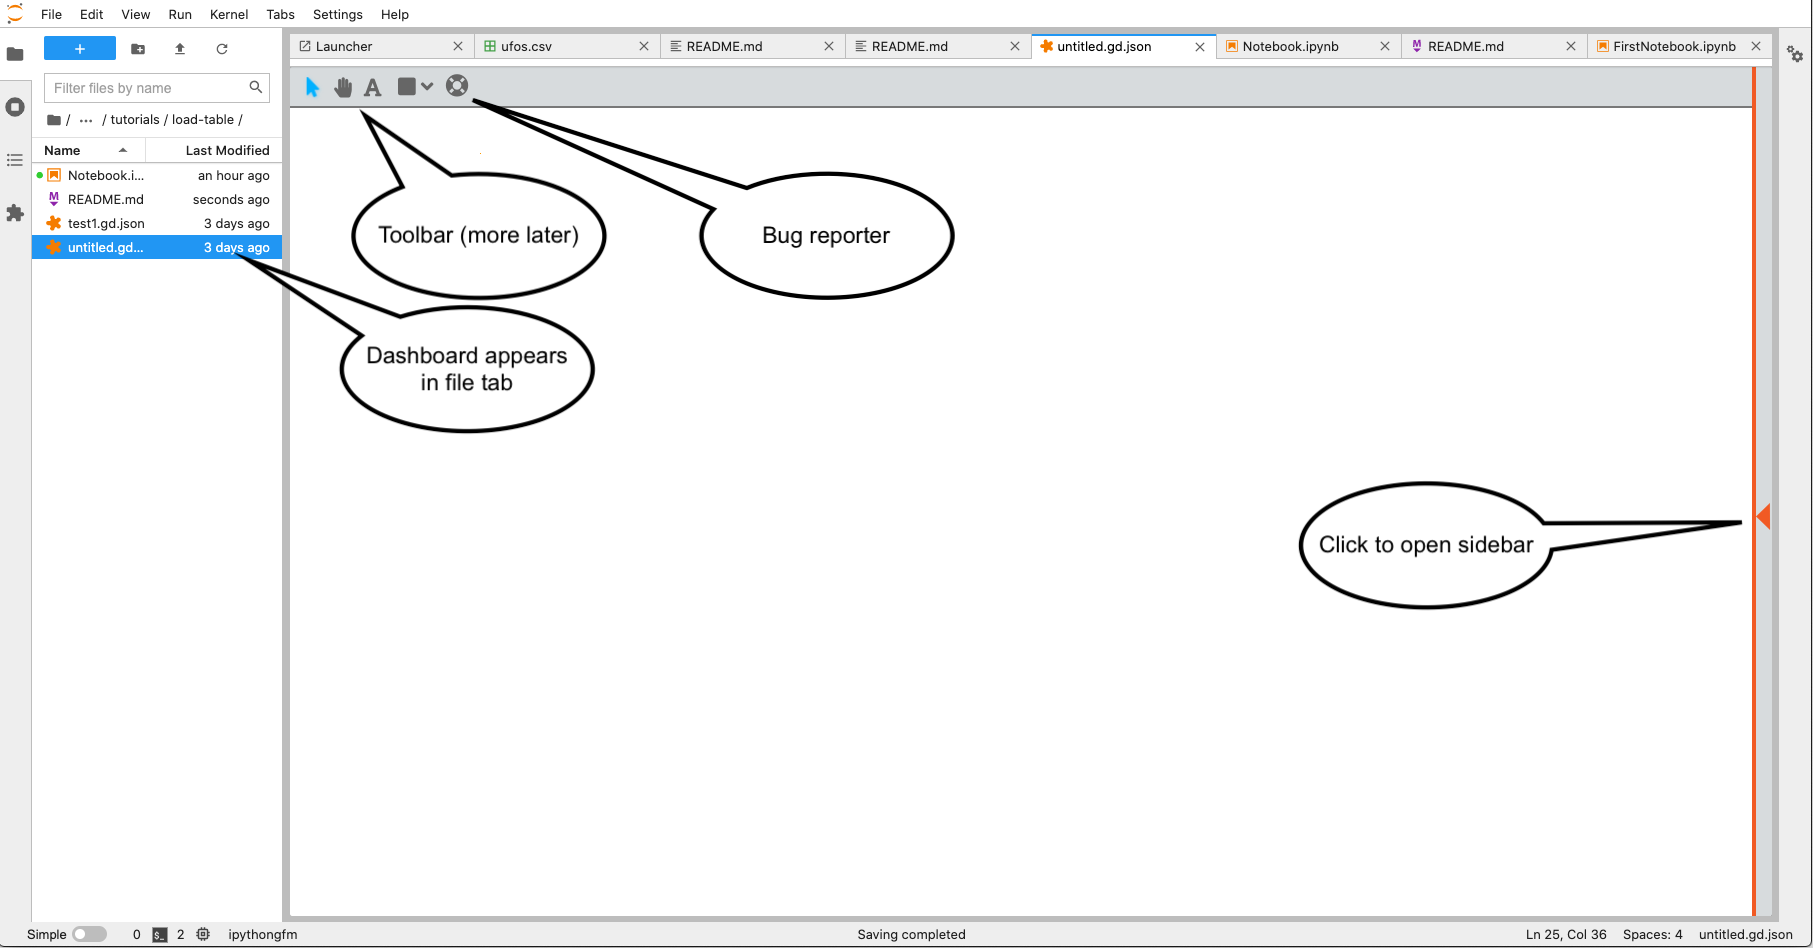 File Edit View Run Kernel Tabs Settings Help
Launcher ufos.csv README.md README.md untitled.gd.json Notebook.ipynb README.md FirstNotebook.ipynb
+
Filter files by name
/ ... / tutorials / load-table /
Name Last Modified
Notebook.i... an hour ago
README.md seconds ago
test1.gd.json 3 days ago
untitled.gd... 3 days ago
A
Toolbar (more later)
Bug reporter
Dashboard appears
in file tab
Click to open sidebar
Simple 0 $_ 2 ipythongfm Saving completed Ln 25, Col 36 Spaces: 4 untitled.gd.json